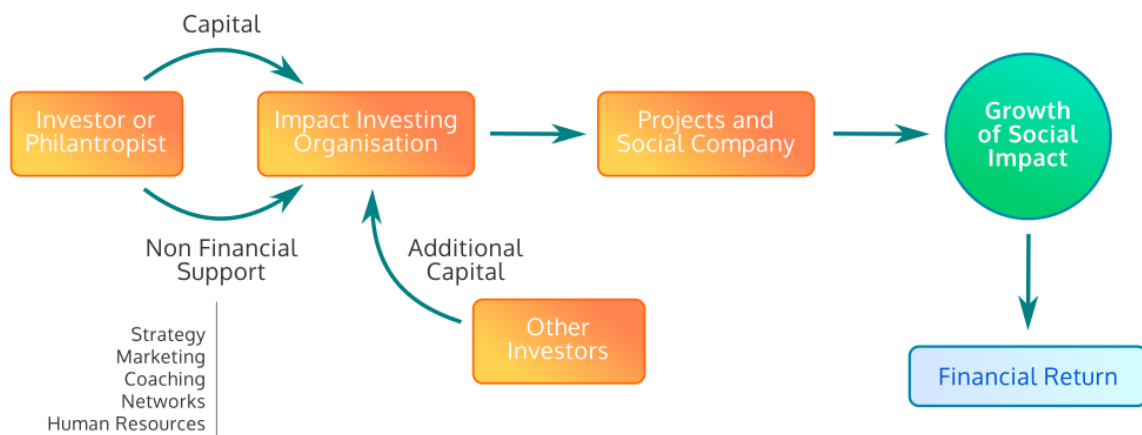 Capital
Investor or
Philantropist
Impact Investing
Organisation
Projects and
Social Company
Growth
of Social
Impact
Non Financial
Support
Additional
Capital
Strategy
Marketing
Coaching
Networks
Human Resources
Other
Investors
Financial Return